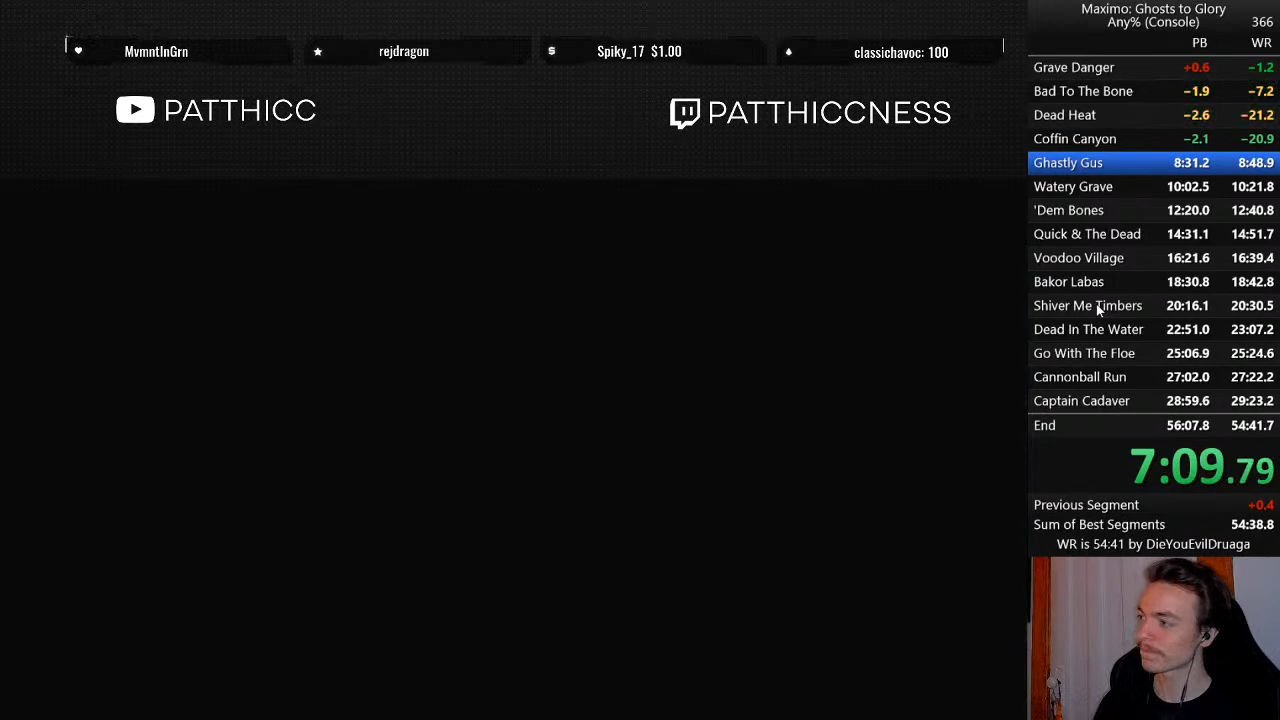 MvmntInGrn
rejdragon
Spiky_17 $1.00
classichavoc: 100
PATTHICC
PATTHICCNESS
Maximo: Ghosts to Glory
Any% (Console) 366
PB WR
Grave Danger +0.6 −1.2
Bad To The Bone −1.9 −7.2
Dead Heat −2.6 −21.2
Coffin Canyon −2.1 −20.9
Ghastly Gus 8:31.2 8:48.9
Watery Grave 10:02.5 10:21.8
'Dem Bones 12:20.0 12:40.8
Quick & The Dead 14:31.1 14:51.7
Voodoo Village 16:21.6 16:39.4
Bakor Labas 18:30.8 18:42.8
Shiver Me Timbers 20:16.1 20:30.5
Dead In The Water 22:51.0 23:07.2
Go With The Floe 25:06.9 25:24.6
Cannonball Run 27:02.0 27:22.2
Captain Cadaver 28:59.6 29:23.2
End 56:07.8 54:41.7
7:09.79
Previous Segment +0.4
Sum of Best Segments 54:38.8
WR is 54:41 by DieYouEvilDruaga